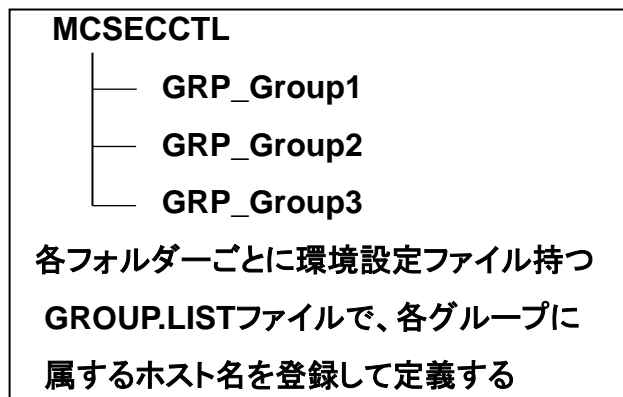 MCSECCTL
GRP_Group1
GRP_Group2
GRP_Group3
各フォルダーごとに環境設定ファイル持つ
GROUP.LISTファイルで、各グループに
属するホスト名を登録して定義する